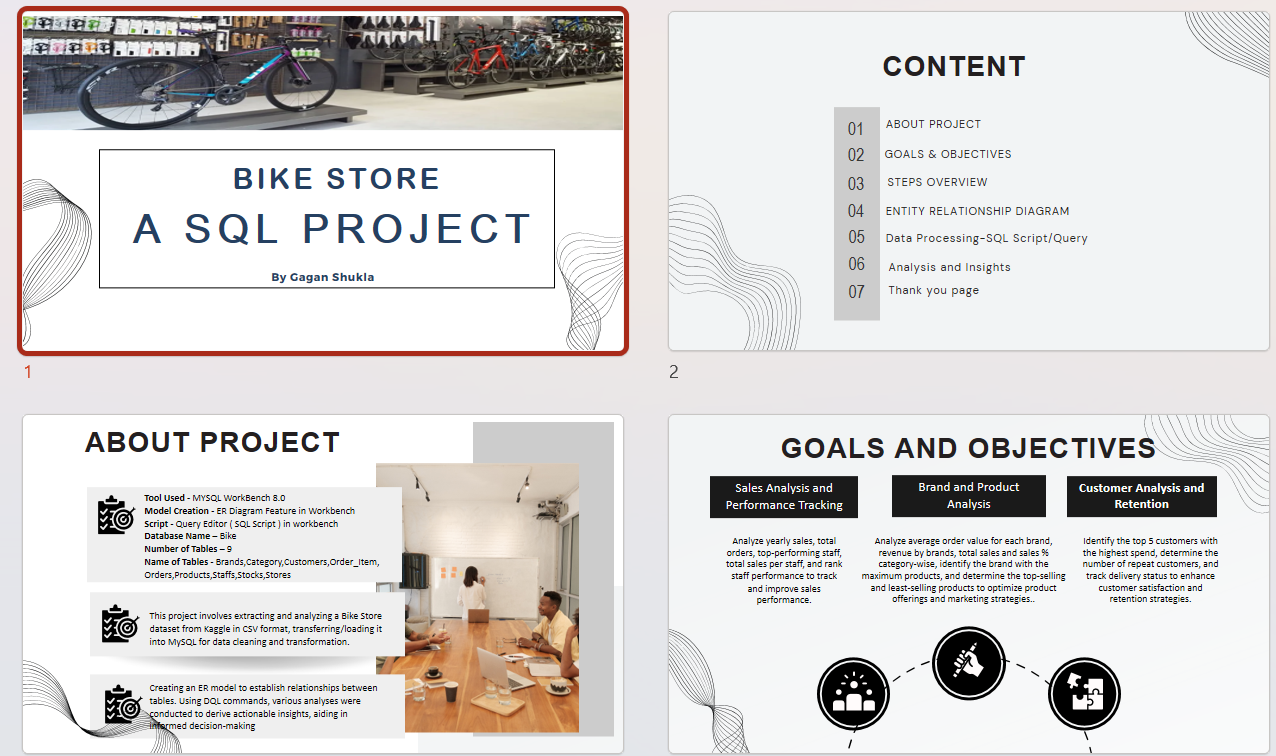 BIKE STORE
A SQL PROJECT
By Gagan Shukla
1
CONTENT
01 ABOUT PROJECT
02 GOALS & OBJECTIVES
03 STEPS OVERVIEW
04 ENTITY RELATIONSHIP DIAGRAM
05 Data Processing-SQL Script/Query
06 Analysis and Insights
07 Thank you page
2
ABOUT PROJECT
Tool Used - MYSQL WorkBench 8.0
Model Creation - ER Diagram Feature in Workbench
Script - Query Editor ( SQL Script ) in workbench
Database Name – Bike
Number of Tables – 9
Name of Tables - Brands,Category,Customers,Order_Item,
Orders,Products,Staffs,Stocks,Stores
This project involves extracting and analyzing a Bike Store
dataset from Kaggle in CSV format, transferring/loading it
into MySQL for data cleaning and transformation.
Creating an ER model to establish relationships between
tables. Using DQL commands, various analyses were
conducted to derive actionable insights, aiding in
informed decision-making
GOALS AND OBJECTIVES
Sales Analysis and
Performance Tracking
Analyze yearly sales, total
orders, top-performing staff,
total sales per staff, and rank
staff performance to track
and improve sales
performance.
Brand and Product
Analysis
Analyze average order value for each brand,
revenue by brands, total sales and sales %
category-wise, identify the brand with the
maximum products, and determine the top-selling
and least-selling products to optimize product
offerings and marketing strategies..
Customer Analysis and
Retention
Identify the top 5 customers with
the highest spend, determine the
number of repeat customers, and
track delivery status to enhance
customer satisfaction and
retention strategies.